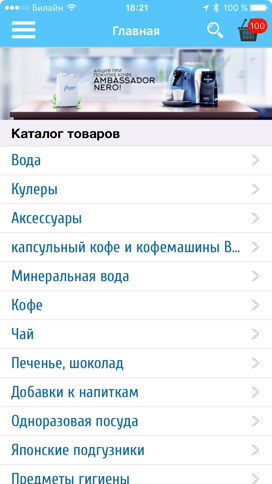 Билайн 18:21 100 %
Главная
100
АКЦИЯ ПРИ
ПОКУПКЕ КОФЕ
AMBASSADOR
NERO!
Каталог товаров
Вода
Кулеры
Аксессуары
капсульный кофе и кофемашины В...
Минеральная вода
Кофе
Чай
Печенье, шоколад
Добавки к напиткам
Одноразовая посуда
Японские подгузники
Предметы гигиены